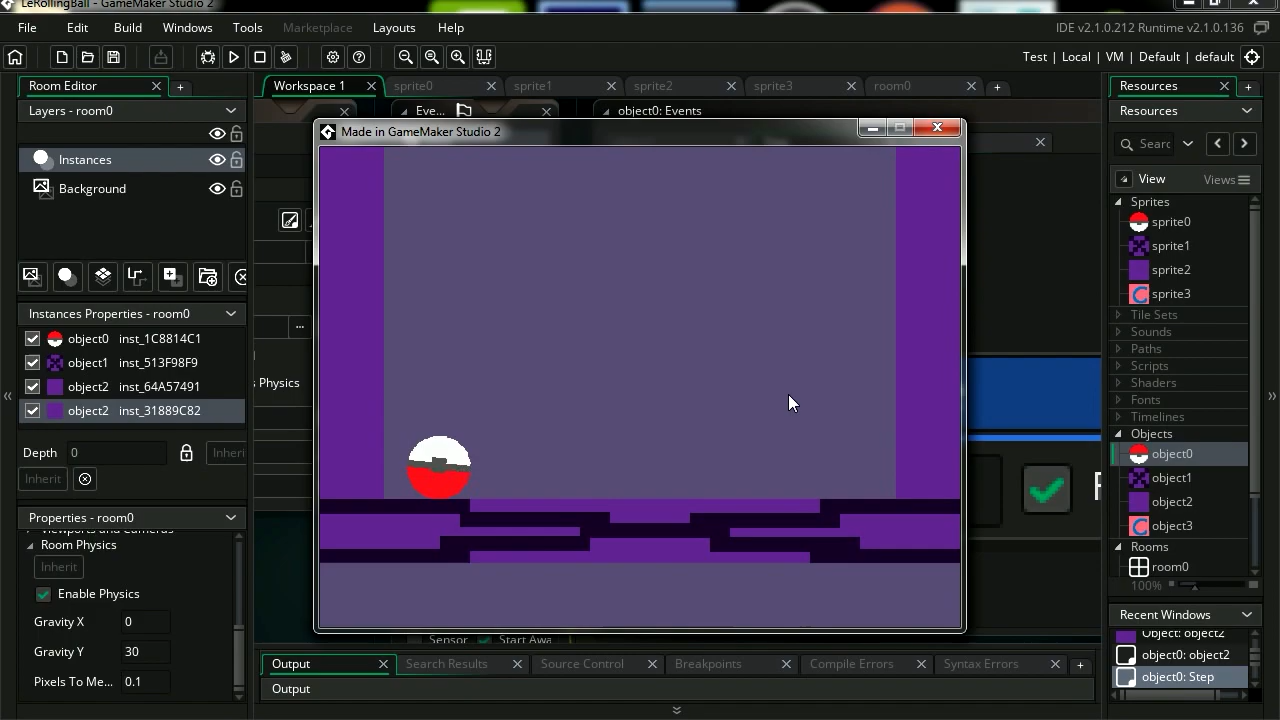 LeRollingBall - GameMaker Studio 2
File Edit Build Windows Tools Marketplace Layouts Help
IDE v2.1.0.212 Runtime v2.1.0.136
Test | Local | VM | Default | default
Room Editor
Workspace 1 sprite0 sprite1 sprite2 sprite3 room0
Resources
Layers - room0
Eve... object0: Events
Resources
Made in GameMaker Studio 2
Searc
Instances
View Views
Background
Sprites
sprite0
sprite1
sprite2
sprite3
Tile Sets
Sounds
Paths
Scripts
Shaders
Fonts
Timelines
Objects
object0
object1
object2
object3
Rooms
room0
100%
Instances Properties - room0
object0 inst_1C8814C1
object1 inst_513F98F9
object2 inst_64A57491
object2 inst_31889C82
s Physics
Depth 0 Inheri
Inherit
Properties - room0
Room Physics
Inherit
Enable Physics
Gravity X 0
Gravity Y 30
Pixels To Me... 0.1
Sensor Start Awa
Output Search Results Source Control Breakpoints Compile Errors Syntax Errors
Output
Recent Windows
Object: object2
object0: object2
object0: Step